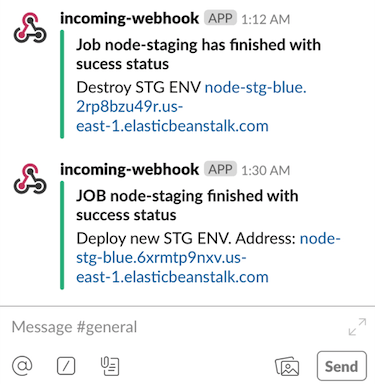 incoming-webhook APP 1:12 AM
Job node-staging has finished with
sucess status
Destroy STG ENV node-stg-blue.
2rp8bzu49r.us-
east-1.elasticbeanstalk.com
incoming-webhook APP 1:30 AM
JOB node-staging finished with
success status
Deploy new STG ENV. Address: node-
stg-blue.6xrmtp9nxv.us-
east-1.elasticbeanstalk.com
Message #general
Send